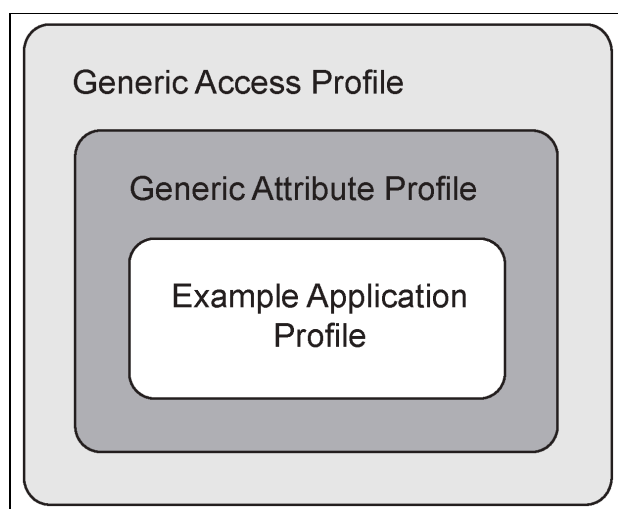 Generic Access Profile
Generic Attribute Profile
Example Application
Profile